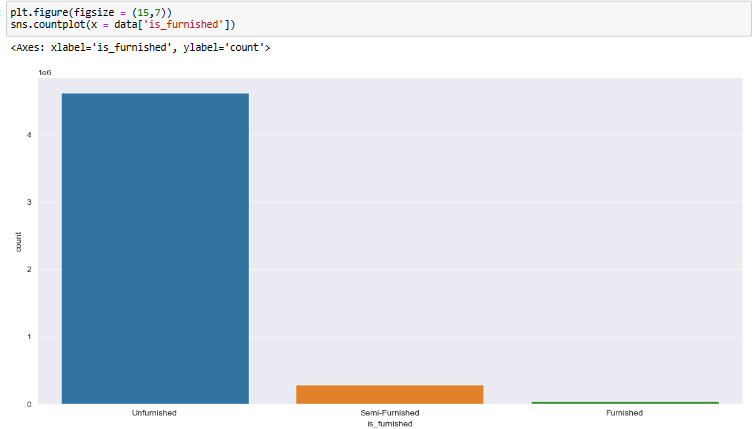 plt.figure(figsize = (15,7))
sns.countplot(x = data['is_furnished'])
<Axes: xlabel='is_furnished', ylabel='count'>
1e6
4
3
2
1
0
count
Unfurnished Semi-Furnished Furnished
is_furnished